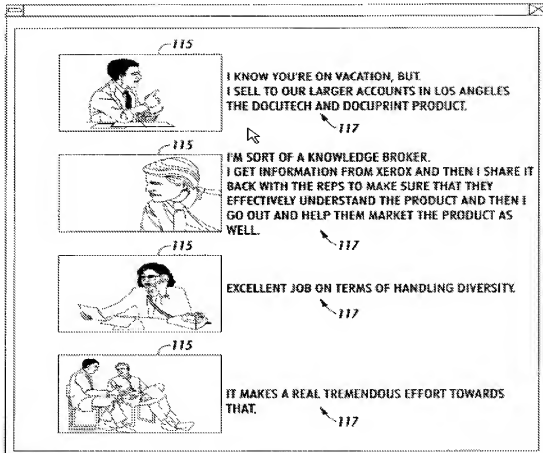 115
I KNOW YOU'RE ON VACATION, BUT.
I SELL TO OUR LARGER ACCOUNTS IN LOS ANGELES
THE DOCUTECH AND DOCUPRINT PRODUCT.
117
115
I'M SORT OF A KNOWLEDGE BROKER.
I GET INFORMATION FROM XEROX AND THEN I SHARE IT
BACK WITH THE REPS TO MAKE SURE THAT THEY
EFFECTIVELY UNDERSTAND THE PRODUCT AND THEN I
GO OUT AND HELP THEM MARKET THE PRODUCT AS
WELL.
117
115
EXCELLENT JOB ON TERMS OF HANDLING DIVERSITY.
117
115
IT MAKES A REAL TREMENDOUS EFFORT TOWARDS
THAT.
117